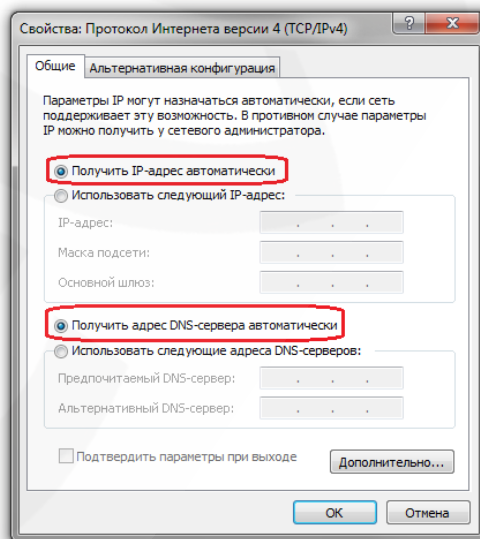 Свойства: Протокол Интернета версии 4 (TCP/IPv4)
Общие
Альтернативная конфигурация
Параметры IP могут назначаться автоматически, если сеть
поддерживает эту возможность. В противном случае параметры
IP можно получить у сетевого администратора.
Получить IP-адрес автоматически
Использовать следующий IP-адрес:
IP-адрес:
Маска подсети:
Основной шлюз:
Получить адрес DNS-сервера автоматически
Использовать следующие адреса DNS-серверов:
Предпочитаемый DNS-сервер:
Альтернативный DNS-сервер:
Подтвердить параметры при выходе
Дополнительно...
ОК
Отмена